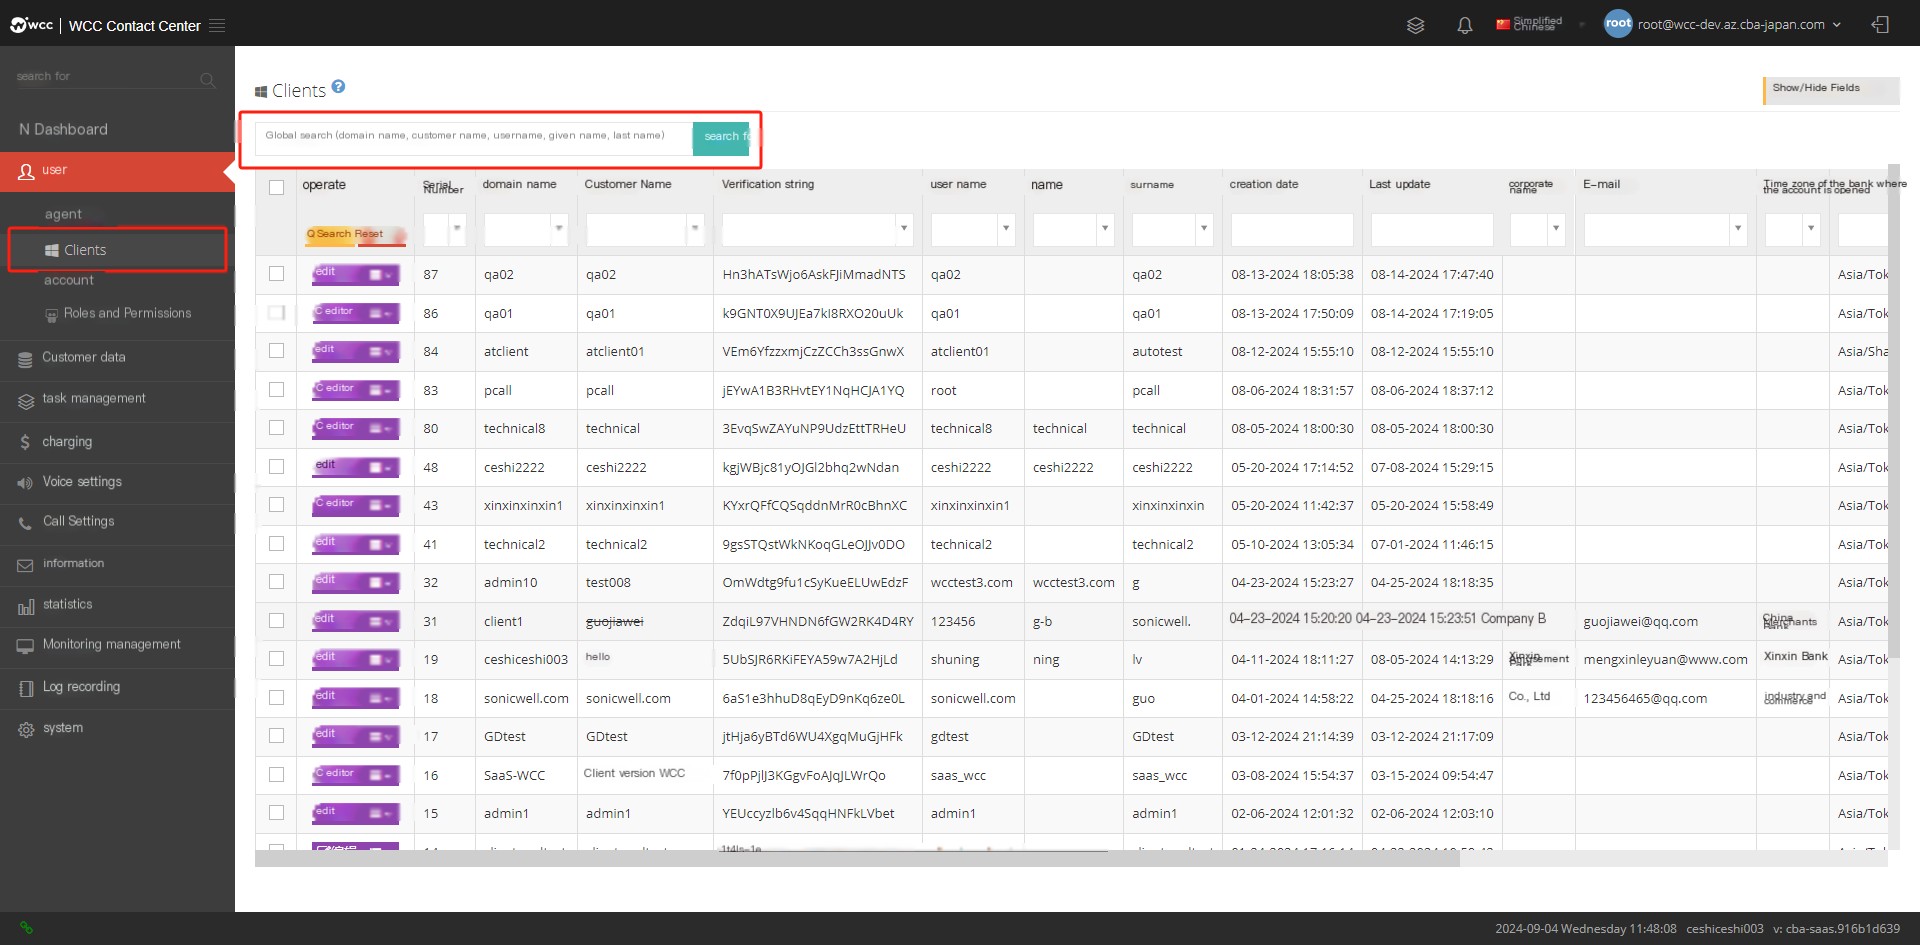 wcc | WCC Contact Center
Simplified Chinese
root
root@wcc-dev.az.cba-japan.com
search for
N Dashboard
user
agent
Clients
account
Roles and Permissions
Customer data
task management
charging
Voice settings
Call Settings
information
statistics
Monitoring management
Log recording
system
Clients
Show/Hide Fields
Global search (domain name, customer name, username, given name, last name)
search fo
operate Serial Number domain name Customer Name Verification string user name name surname creation date Last update corporate name E-mail Time zone of the bank where the account is opened
Search Reset
edit 87 qa02 qa02 Hn3hATsWjo6AskFJiMmadNTS qa02 qa02 08-13-2024 18:05:38 08-14-2024 17:47:40 Asia/Tok
C editor 86 qa01 qa01 k9GNT0X9UJEa7kI8RXO20uUk qa01 qa01 08-13-2024 17:50:09 08-14-2024 17:19:05 Asia/Tok
edit 84 atclient atclient01 VEm6YfzzxmjCzZCCh3ssGnwX atclient01 autotest 08-12-2024 15:55:10 08-12-2024 15:55:10 Asia/Sha
C editor 83 pcall pcall jEYwA1B3RHvtEY1NqHCJA1YQ root pcall 08-06-2024 18:31:57 08-06-2024 18:37:12 Asia/Tok
C editor 80 technical8 technical 3EvqSwZAYuNP9UdzEttTRHeU technical8 technical technical 08-05-2024 18:00:30 08-05-2024 18:00:30 Asia/Tok
edit 48 ceshi2222 ceshi2222 kgjWBjc81yOJGl2bhq2wNdan ceshi2222 ceshi2222 ceshi2222 05-20-2024 17:14:52 07-08-2024 15:29:15 Asia/Tok
C editor 43 xinxinxinxin1 xinxinxinxin1 KYxrQFfCQSqddnMrR0cBhnXC xinxinxinxin1 xinxinxinxin 05-20-2024 11:42:37 05-20-2024 15:58:49 Asia/Tok
edit 41 technical2 technical2 9gsSTQstWkNKoqGLeOJJv0DO technical2 technical2 05-10-2024 13:05:34 07-01-2024 11:46:15 Asia/Tok
edit 32 admin10 test008 OmWdtg9fu1cSyKueELUwEdzF wcctest3.com wcctest3.com g 04-23-2024 15:23:27 04-25-2024 18:18:35 Asia/Tok
edit 31 client1 guojiawei ZdqiL97VHNDN6fGW2RK4D4RY 123456 g-b sonicwell. 04-23-2024 15:20:20 04-23-2024 15:23:51 Company B guojiawei@qq.com China Merchants Bank Asia/Tok
edit 19 ceshiceshi003 hello 5UbSJR6RKiFEYA59w7A2HjLd shuning ning lv 04-11-2024 18:11:27 08-05-2024 14:13:29 Xinxin mengxinleyuan@www.com Xinxin Bank Asia/Tok
edit 18 sonicwell.com sonicwell.com 6aS1e3hhuD8qEyD9nKq6ze0L sonicwell.com guo 04-01-2024 14:58:22 04-25-2024 18:18:16 Co., Ltd 123456465@qq.com industry and commerce Asia/Tok
edit 17 GDtest GDtest jtHja6yBTd6WU4XgqMuGjHFk gdtest GDtest 03-12-2024 21:14:39 03-12-2024 21:17:09 Asia/Tok
C editor 16 SaaS-WCC Client version WCC 7f0pPjlJ3KGgvFoAJqJLWrQo saas_wcc saas_wcc 03-08-2024 15:54:37 03-15-2024 09:54:47 Asia/Tok
edit 15 admin1 admin1 YEUccyzlb6v4SqqHNFkLVbet admin1 admin1 02-06-2024 12:01:32 02-06-2024 12:03:10 Asia/Tok
2024-09-04 Wednesday 11:48:08 ceshiceshi003 v: cba-saas.916b1d639